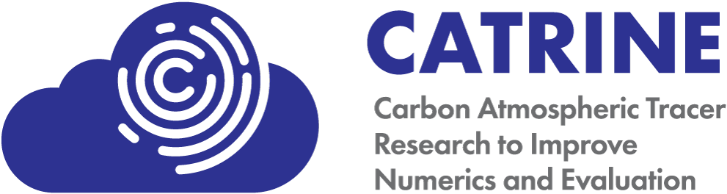 CATRINE
Carbon Atmospheric Tracer
Research to Improve
Numerics and Evaluation